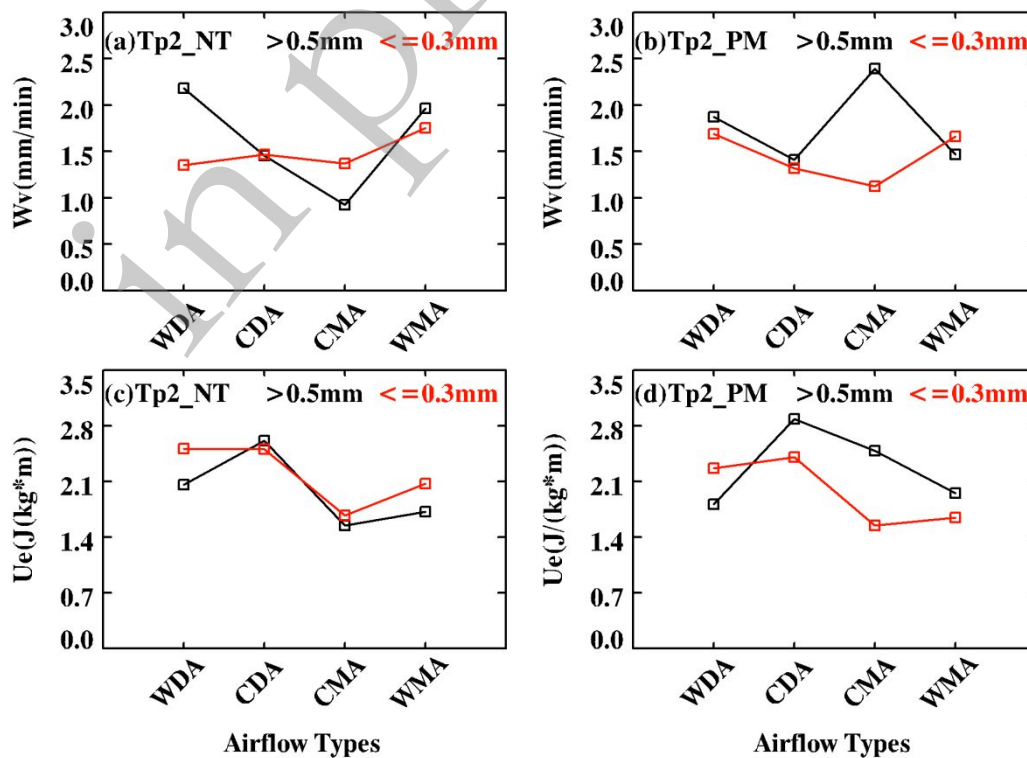 (a)Tp2_NT >0.5mm <=0.3mm
3.0
2.5
2.0
1.5
1.0
0.5
0.0
Wv(mm/min)
WDA
CDA
CMA
WMA
(b)Tp2_PM >0.5mm <=0.3mm
3.0
2.5
2.0
1.5
1.0
0.5
0.0
Wv(mm/min)
WDA
CDA
CMA
WMA
(c)Tp2_NT >0.5mm <=0.3mm
3.5
2.8
2.1
1.4
0.7
0.0
Ue(J(kg*m))
WDA
CDA
CMA
WMA
Airflow Types
(d)Tp2_PM >0.5mm <=0.3mm
3.5
2.8
2.1
1.4
0.7
0.0
Ue(J/(kg*m))
WDA
CDA
CMA
WMA
Airflow Types